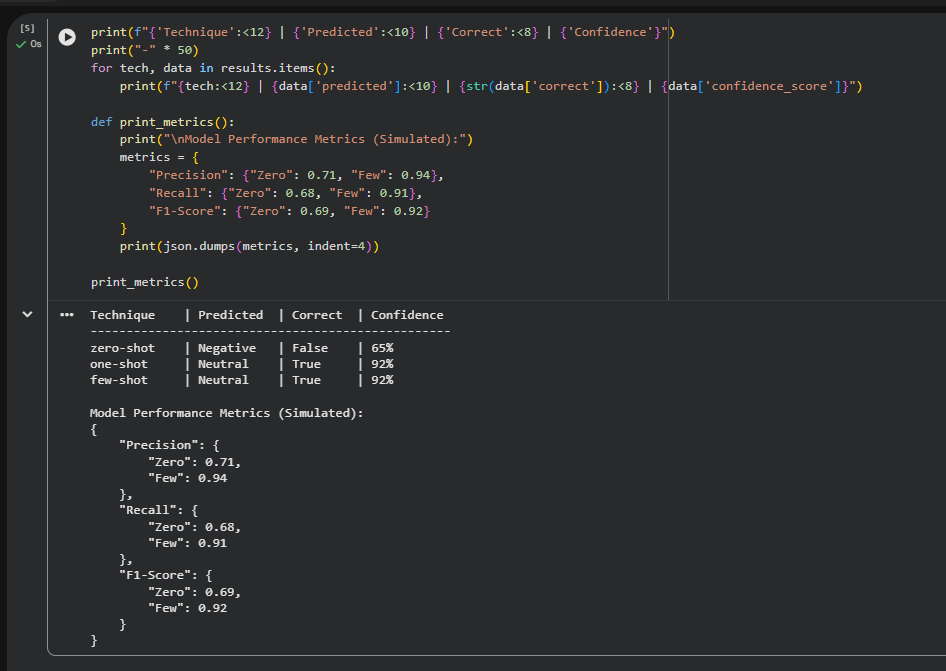 [5]
0s
print(f"{'Technique':<12} | {'Predicted':<10} | {'Correct':<8} | {'Confidence'}")
print("-" * 50)
for tech, data in results.items():
    print(f"{tech:<12} | {data['predicted']:<10} | {str(data['correct']):<8} | {data['confidence_score']}")

def print_metrics():
    print("\nModel Performance Metrics (Simulated):")
    metrics = {
        "Precision": {"Zero": 0.71, "Few": 0.94},
        "Recall": {"Zero": 0.68, "Few": 0.91},
        "F1-Score": {"Zero": 0.69, "Few": 0.92}
    }
    print(json.dumps(metrics, indent=4))

print_metrics()
Technique    | Predicted  | Correct  | Confidence
--------------------------------------------------
zero-shot    | Negative   | False    | 65%
one-shot     | Neutral    | True     | 92%
few-shot     | Neutral    | True     | 92%

Model Performance Metrics (Simulated):
{
    "Precision": {
        "Zero": 0.71,
        "Few": 0.94
    },
    "Recall": {
        "Zero": 0.68,
        "Few": 0.91
    },
    "F1-Score": {
        "Zero": 0.69,
        "Few": 0.92
    }
}